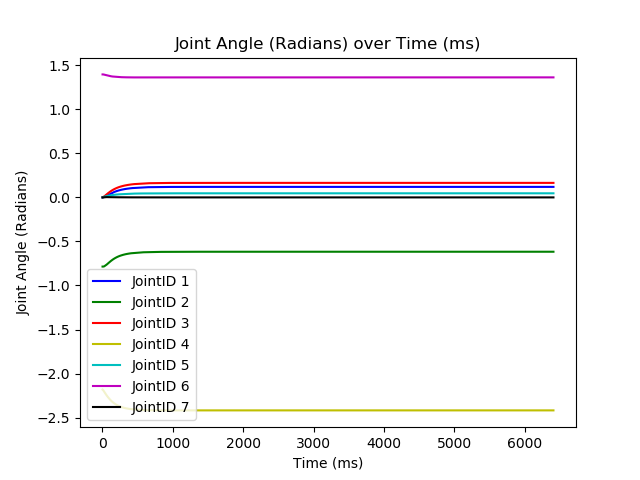 Joint Angle (Radians) over Time (ms)
Joint Angle (Radians)
1.5
1.0
0.5
0.0
−0.5
−1.0
−1.5
−2.0
−2.5
JointID 1
JointID 2
JointID 3
JointID 4
JointID 5
JointID 6
JointID 7
0 1000 2000 3000 4000 5000 6000
Time (ms)